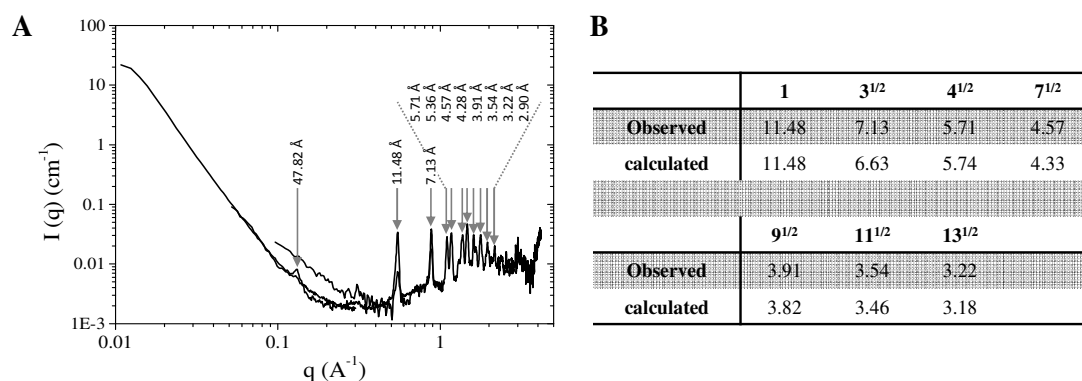 A
B
100
10
1
0.1
0.01
1E-3
I (q) (cm⁻¹)
0.01
0.1
1
q (A⁻¹)
47.82 Å
11.48 Å
7.13 Å
5.71 Å
5.36 Å
4.57 Å
4.28 Å
3.91 Å
3.54 Å
3.22 Å
2.90 Å
1 3^1/2 4^1/2 7^1/2
Observed 11.48 7.13 5.71 4.57
calculated 11.48 6.63 5.74 4.33
9^1/2 11^1/2 13^1/2
Observed 3.91 3.54 3.22
calculated 3.82 3.46 3.18